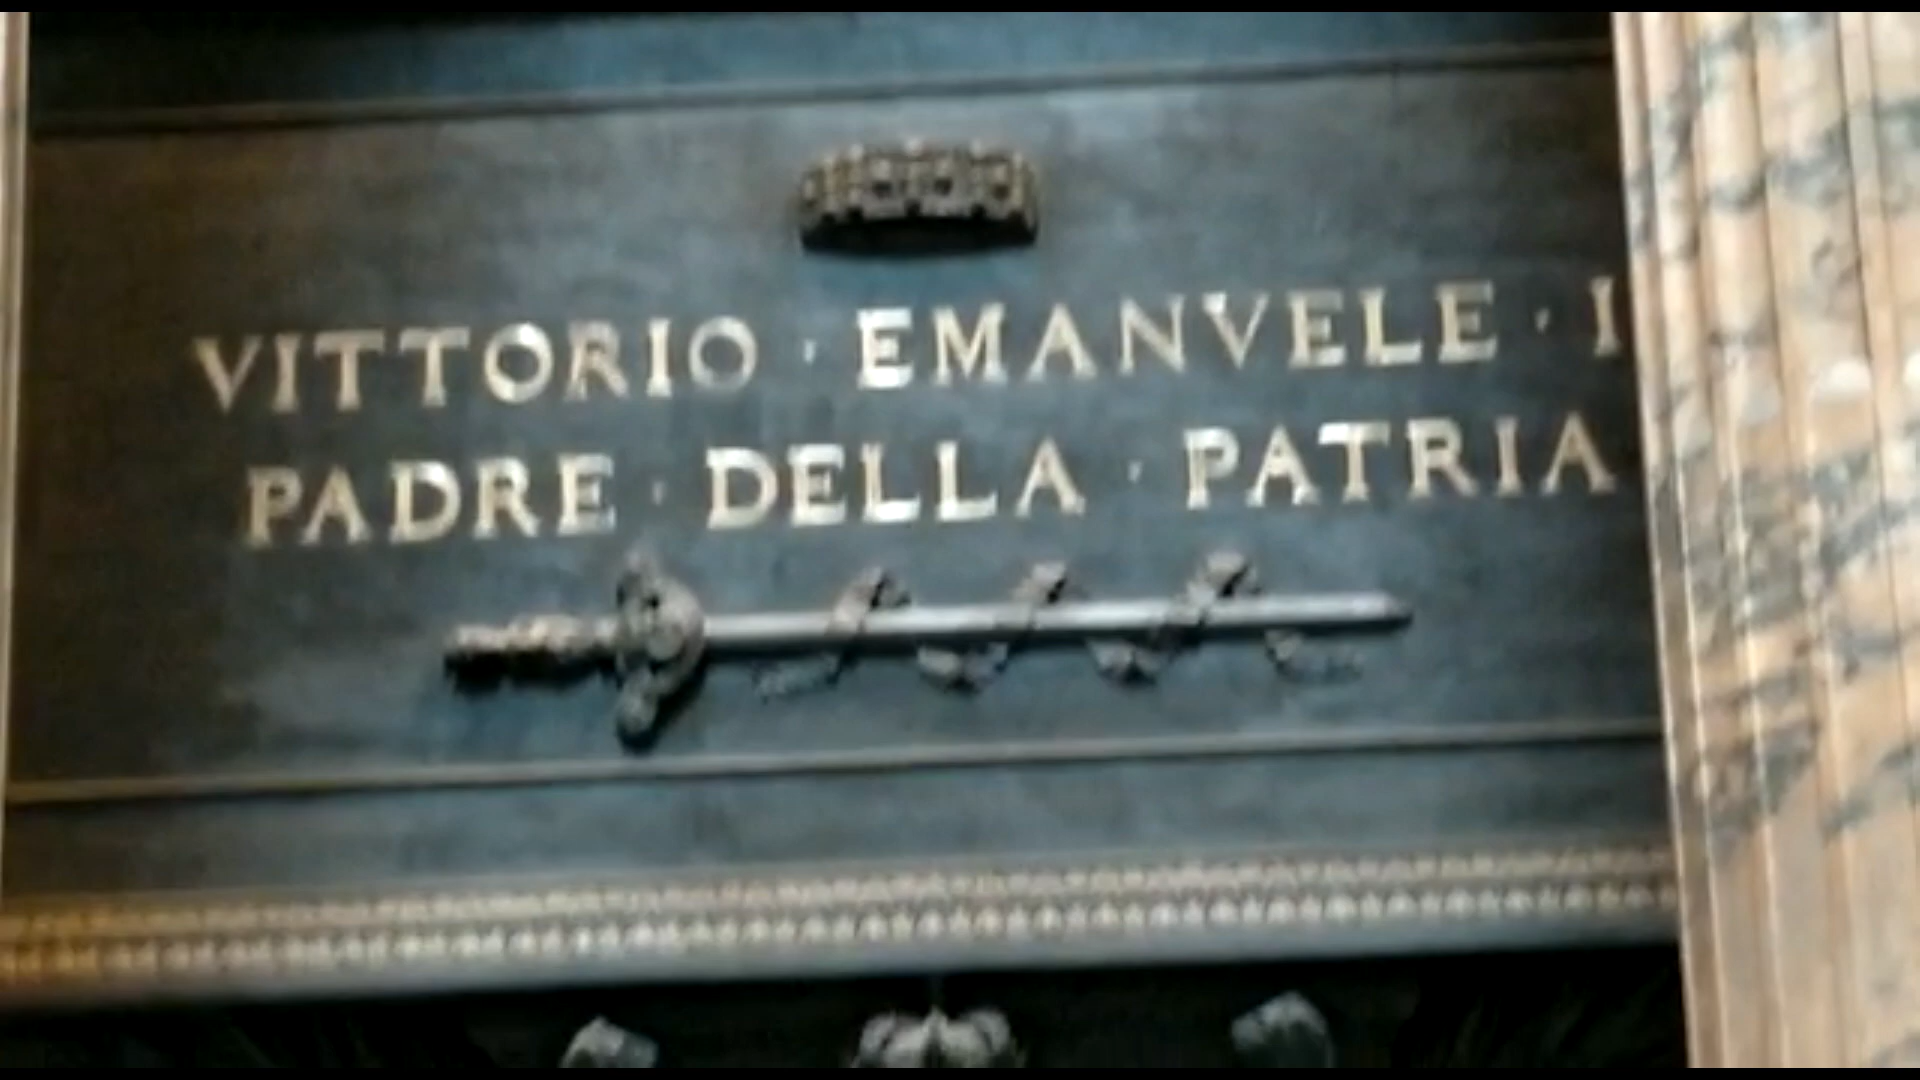 VITTORIO · EMANVELE · I
PADRE · DELLA · PATRIA